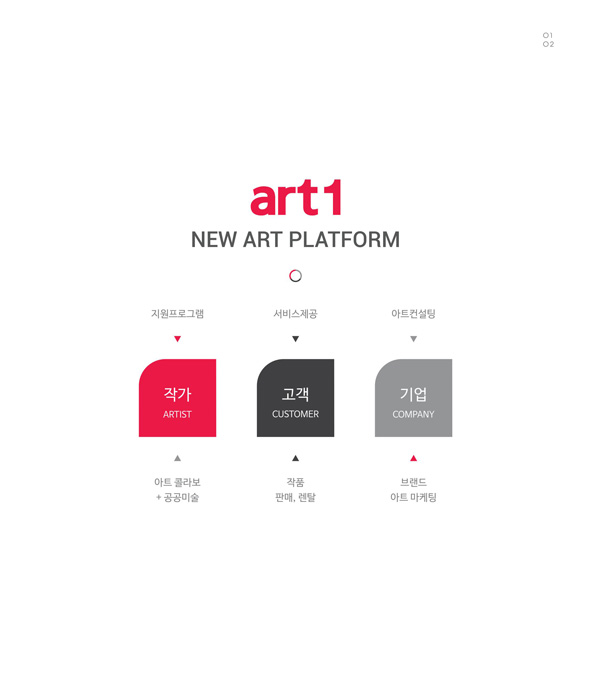 01
02
art1
NEW ART PLATFORM
지원프로그램
서비스제공
아트컨설팅
작가
ARTIST
고객
CUSTOMER
기업
COMPANY
아트 콜라보
+ 공공미술
작품
판매, 렌탈
브랜드
아트 마케팅